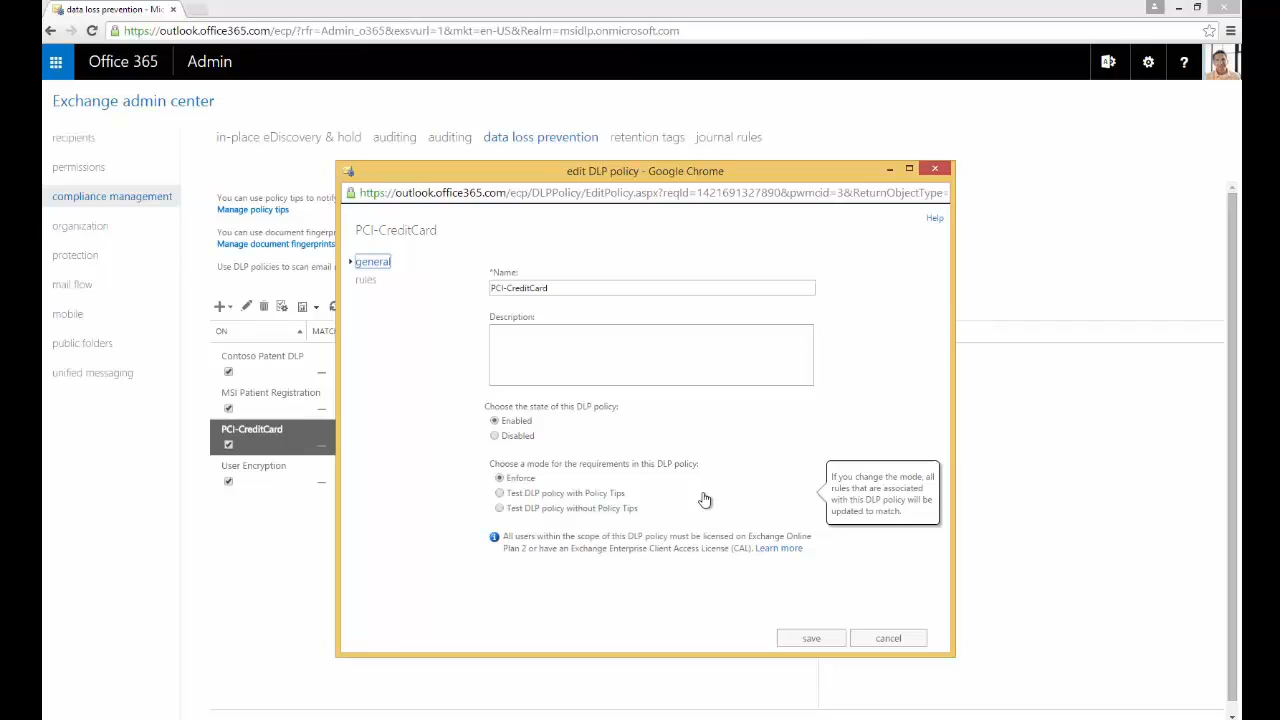 data loss prevention - Mic
https://outlook.office365.com/ecp/?rfr=Admin_o365&exsvurl=1&mkt=en-US&Realm=msidlp.onmicrosoft.com
Office 365 Admin
?
Exchange admin center
recipients
permissions
compliance management
organization
protection
mail flow
mobile
public folders
unified messaging
in-place eDiscovery & hold auditing auditing data loss prevention retention tags journal rules
You can use policy tips to notif
Manage policy tips
You can use document fingerpr
Manage document fingerprints
Use DLP policies to scan email
ON MATC
Contoso Patent DLP
MSI Patient Registration
PCI-CreditCard
User Encryption
edit DLP policy - Google Chrome
https://outlook.office365.com/ecp/DLPPolicy/EditPolicy.aspx?reqId=1421691327890&pwmcid=3&ReturnObjectType=
Help
PCI-CreditCard
general
rules
*Name:
PCI-CreditCard
Description:
Choose the state of this DLP policy:
Enabled
Disabled
Choose a mode for the requirements in this DLP policy:
Enforce
Test DLP policy with Policy Tips
Test DLP policy without Policy Tips
If you change the mode, all
rules that are associated
with this DLP policy will be
updated to match.
All users within the scope of this DLP policy must be licensed on Exchange Online
Plan 2 or have an Exchange Enterprise Client Access License (CAL). Learn more
save cancel